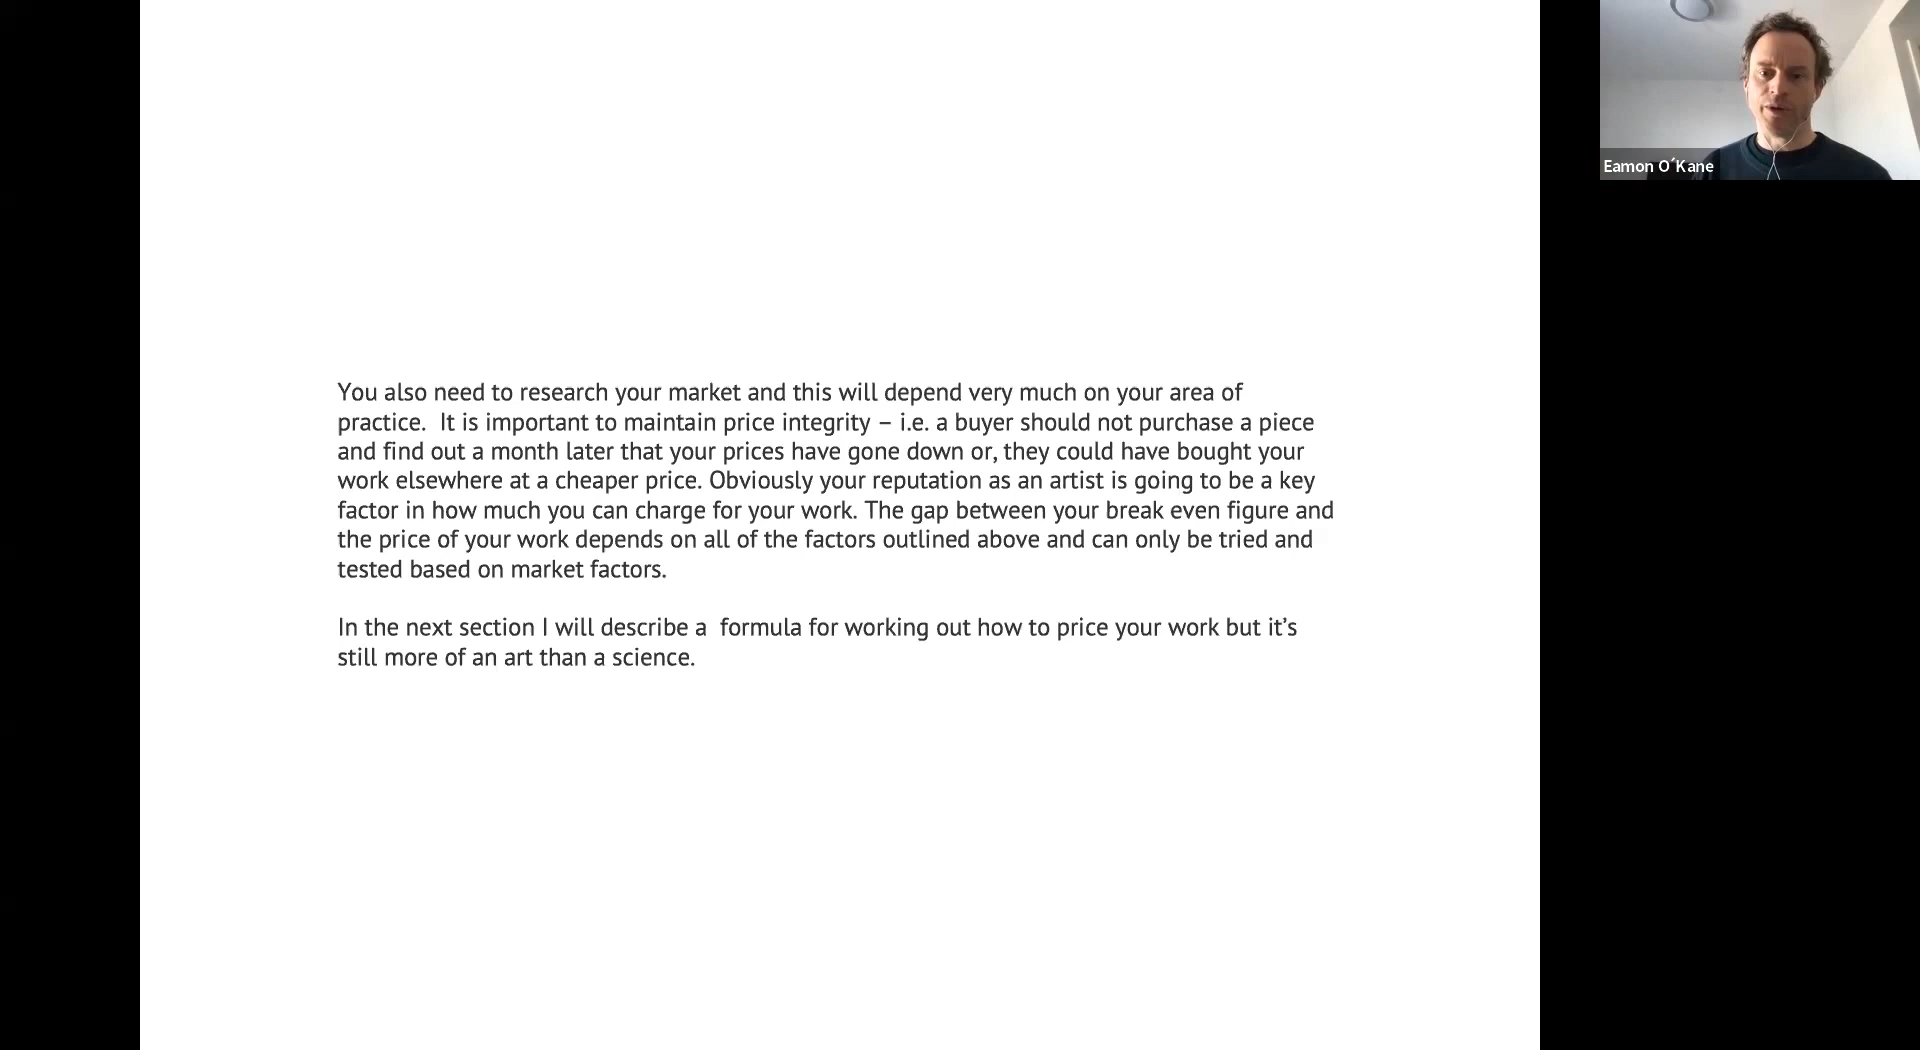 You also need to research your market and this will depend very much on your area of
practice.  It is important to maintain price integrity – i.e. a buyer should not purchase a piece
and find out a month later that your prices have gone down or, they could have bought your
work elsewhere at a cheaper price. Obviously your reputation as an artist is going to be a key
factor in how much you can charge for your work. The gap between your break even figure and
the price of your work depends on all of the factors outlined above and can only be tried and
tested based on market factors.
In the next section I will describe a  formula for working out how to price your work but it’s
still more of an art than a science.
Eamon O´Kane